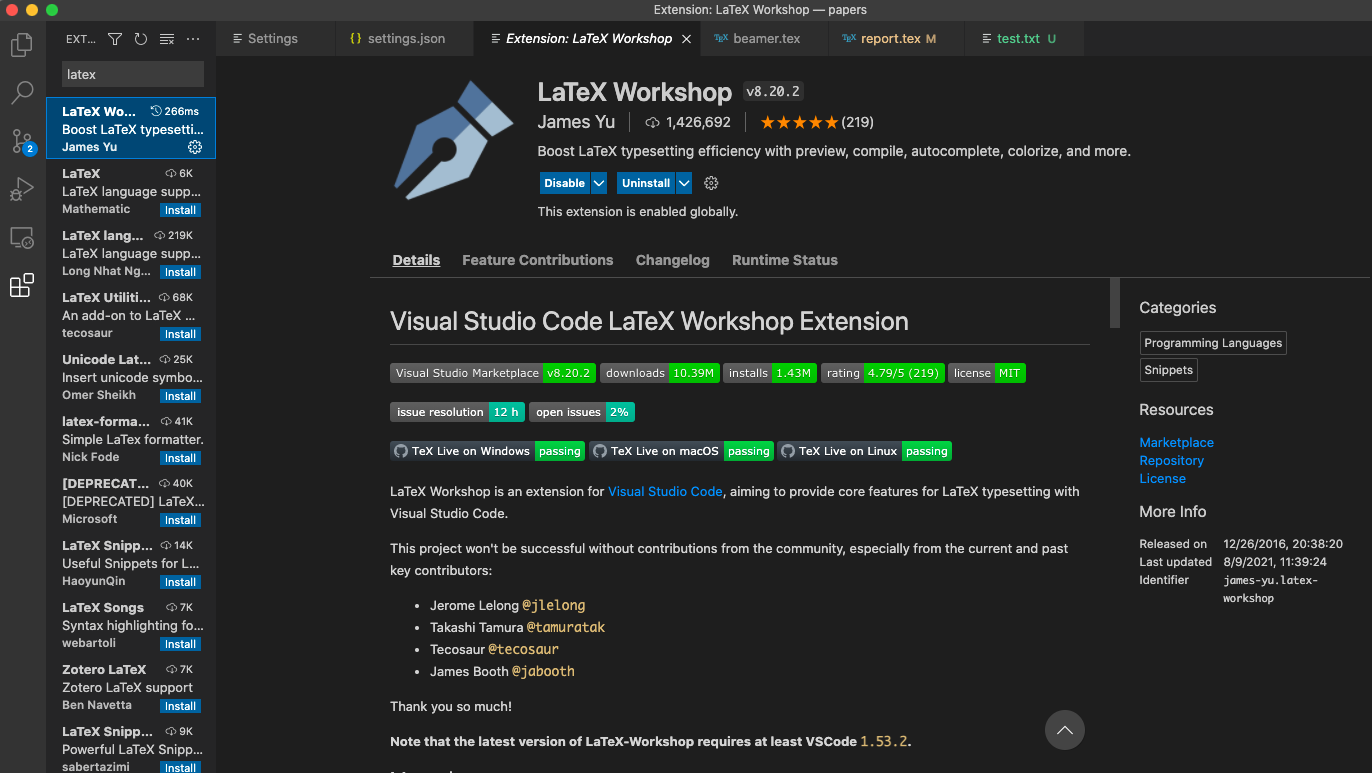 Extension: LaTeX Workshop — papers
EXT...
Settings
{} settings.json
Extension: LaTeX Workshop
TEX beamer.tex
TEX report.tex M
test.txt U
latex
2
LaTeX Wo... 266ms
Boost LaTeX typesetti...
James Yu
LaTeX 6K
LaTeX language supp...
Mathematic Install
LaTeX lang... 219K
LaTeX language supp...
Long Nhat Ng... Install
LaTeX Utiliti... 68K
An add-on to LaTeX ...
tecosaur Install
Unicode Lat... 25K
Insert unicode symbo...
Omer Sheikh Install
latex-forma... 41K
Simple LaTex formatter.
Nick Fode Install
[DEPRECAT... 40K
[DEPRECATED] LaTeX...
Microsoft Install
LaTeX Snipp... 14K
Useful Snippets for L...
HaoyunQin Install
LaTeX Songs 7K
Syntax highlighting fo...
webartoli Install
Zotero LaTeX 7K
Zotero LaTeX support
Ben Navetta Install
LaTeX Snipp... 9K
Powerful LaTeX Snipp...
sabertazimi Install
LaTeX Workshop v8.20.2
James Yu 1,426,692 (219)
Boost LaTeX typesetting efficiency with preview, compile, autocomplete, colorize, and more.
Disable Uninstall
This extension is enabled globally.
Details Feature Contributions Changelog Runtime Status
Visual Studio Code LaTeX Workshop Extension
Visual Studio Marketplace v8.20.2 downloads 10.39M installs 1.43M rating 4.79/5 (219) license MIT
issue resolution 12 h open issues 2%
TeX Live on Windows passing TeX Live on macOS passing TeX Live on Linux passing
LaTeX Workshop is an extension for Visual Studio Code, aiming to provide core features for LaTeX typesetting with
Visual Studio Code.
This project won't be successful without contributions from the community, especially from the current and past
key contributors:
• Jerome Lelong @jlelong
• Takashi Tamura @tamuratak
• Tecosaur @tecosaur
• James Booth @jabooth
Thank you so much!
Note that the latest version of LaTeX-Workshop requires at least VSCode 1.53.2.
Categories
Programming Languages
Snippets
Resources
Marketplace
Repository
License
More Info
Released on 12/26/2016, 20:38:20
Last updated 8/9/2021, 11:39:24
Identifier james-yu.latex-
workshop